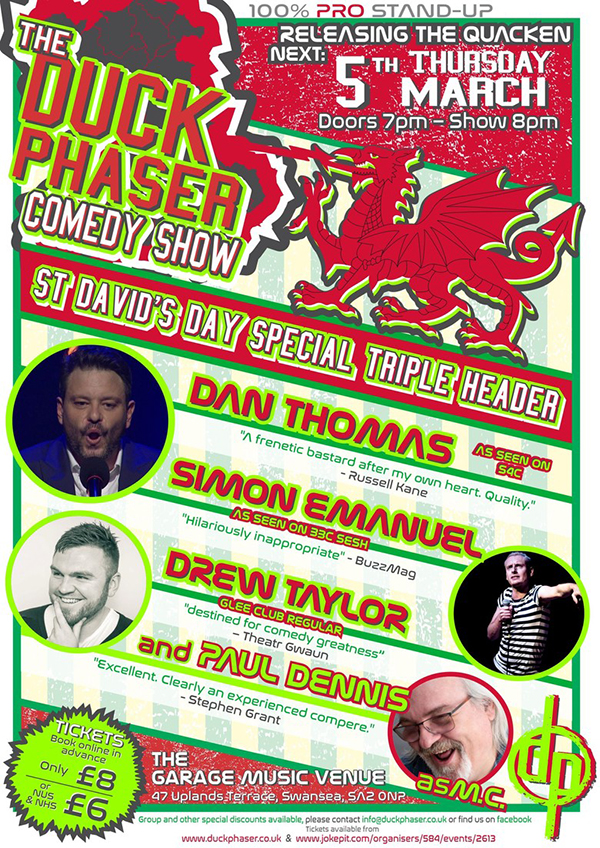 100% PRO STAND-UP
THE
DUCK
PHASER
COMEDY SHOW
RELEASING THE QUACKEN
NEXT:
5TH THURSDAY
MARCH
Doors 7pm – Show 8pm
ST DAVID'S DAY SPECIAL TRIPLE HEADER
DAN THOMAS
AS SEEN ON
S4C
"A frenetic bastard after my own heart. Quality."
- Russell Kane
SIMON EMANUEL
AS SEEN ON BBC SESH
"Hilariously inappropriate" - BuzzMag
DREW TAYLOR
GLEE CLUB REGULAR
"destined for comedy greatness"
– Theatr Gwaun
and PAUL DENNIS
"Excellent. Clearly an experienced compere."
- Stephen Grant
as M.C.
dp
TICKETS
Book online in
advance
Only £8
or
NUS
& NHS £6
THE
GARAGE MUSIC VENUE
47 Uplands Terrace, Swansea, SA2 0NP
Group and other special discounts available, please contact info@duckphaser.co.uk or find us on facebook
Tickets available from
www.duckphaser.co.uk & www.jokepit.com/organisers/584/events/2613